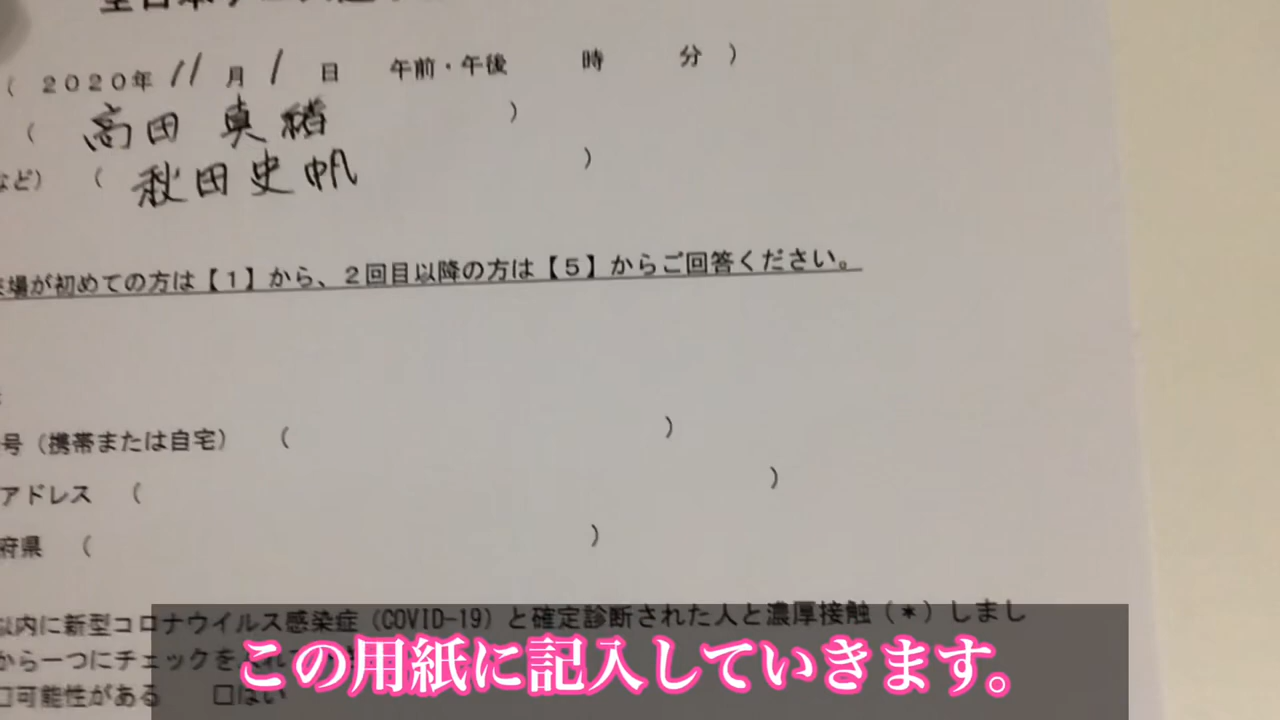 （ 2020年 11 月 1 日 午前・午後 時 分 ）
（ 高田 真緒 ）
など） （ 秋田史帆 ）
場が初めての方は【1】から、2回目以降の方は【5】からご回答ください。
号（携帯または自宅） （ ）
アドレス （ ）
府県 （ ）
以内に新型コロナウイルス感染症（COVID-19）と確定診断された人と濃厚接触（＊）しまし
から一つにチェックを
この用紙に記入していきます。
□可能性がある □はい